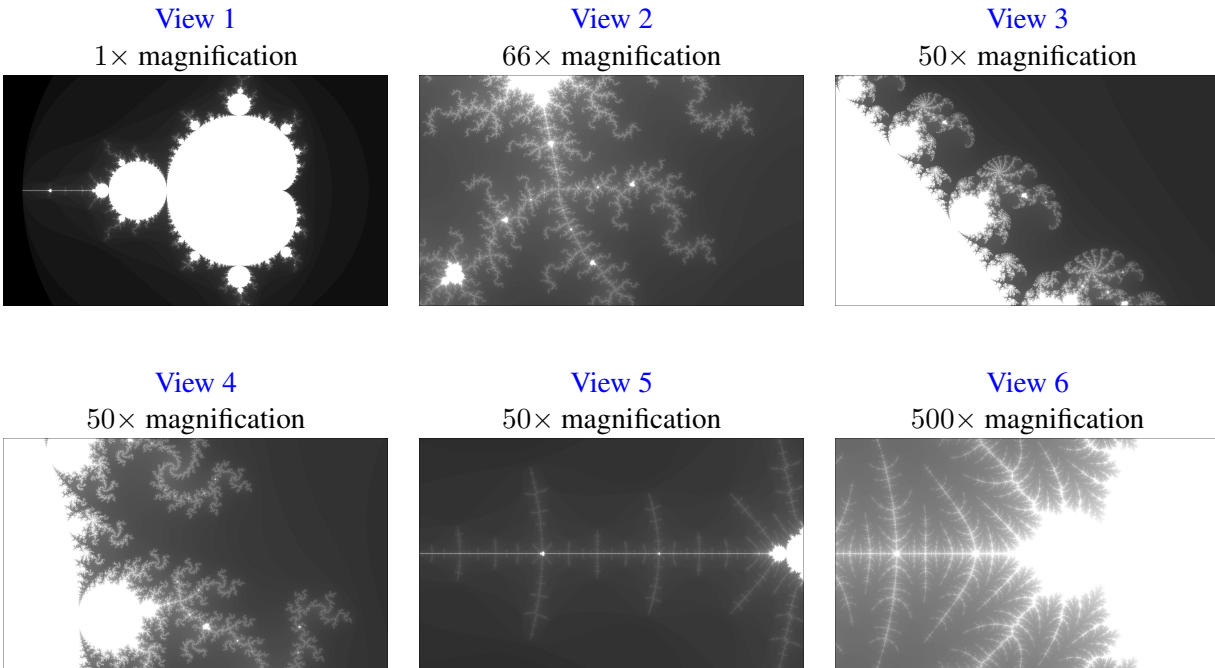 View 1
1× magnification
View 2
66× magnification
View 3
50× magnification
View 4
50× magnification
View 5
50× magnification
View 6
500× magnification